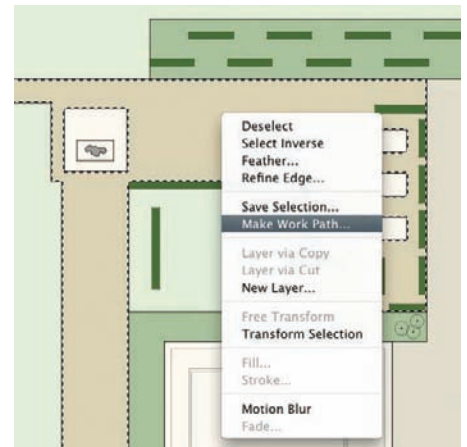 Deselect
Select Inverse
Feather...
Refine Edge...
Save Selection...
Make Work Path...
Layer via Copy
Layer via Cut
New Layer...
Free Transform
Transform Selection
Fill...
Stroke...
Motion Blur
Fade...